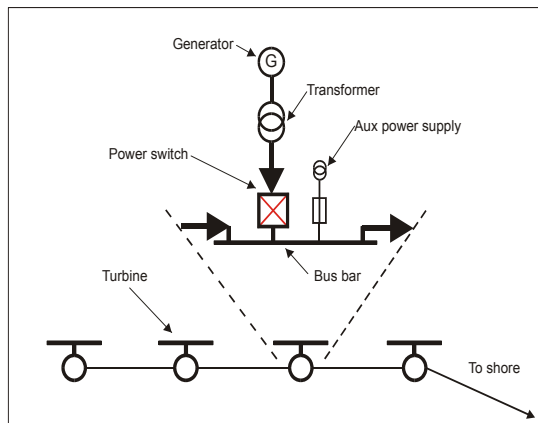 Generator
G
Transformer
Aux power supply
Power switch
Bus bar
Turbine
To shore